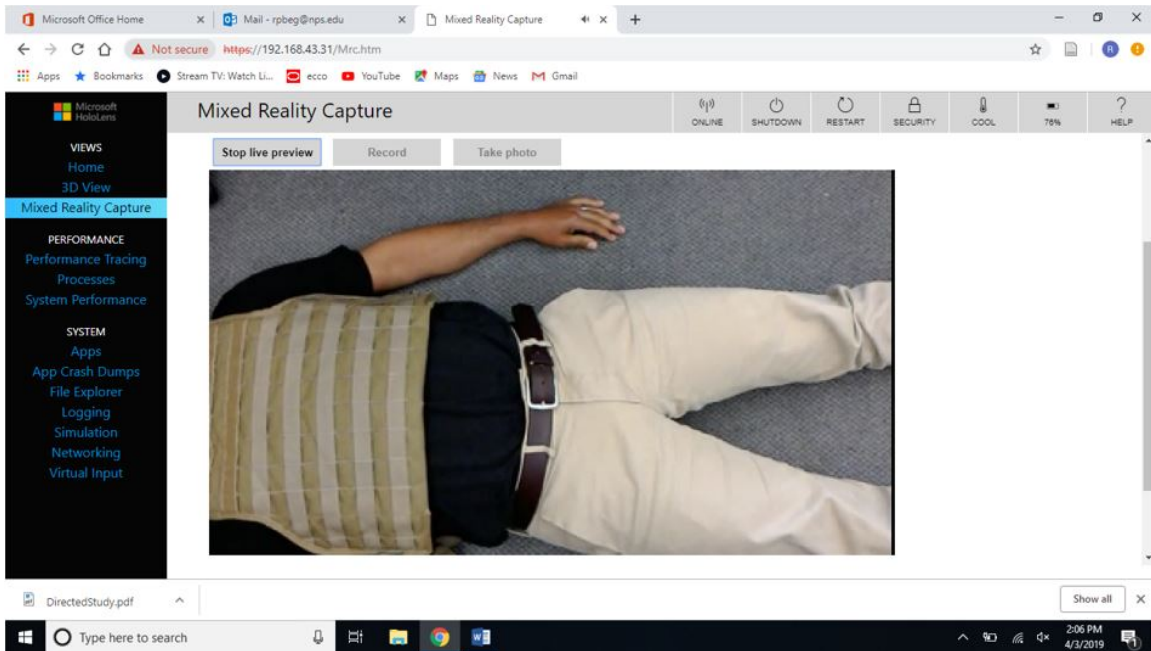 Microsoft Office Home
Mail - rpbeg@nps.edu
Mixed Reality Capture
Not secure https://192.168.43.31/Mrc.htm
R
Apps Bookmarks Stream TV: Watch Li... ecco YouTube Maps News Gmail
Microsoft HoloLens
Mixed Reality Capture
ONLINE SHUTDOWN RESTART SECURITY COOL 76% HELP
Stop live preview Record Take photo
VIEWS
Home
3D View
Mixed Reality Capture
PERFORMANCE
Performance Tracing
Processes
System Performance
SYSTEM
Apps
App Crash Dumps
File Explorer
Logging
Simulation
Networking
Virtual Input
DirectedStudy.pdf
Show all
Type here to search
2:06 PM
4/3/2019